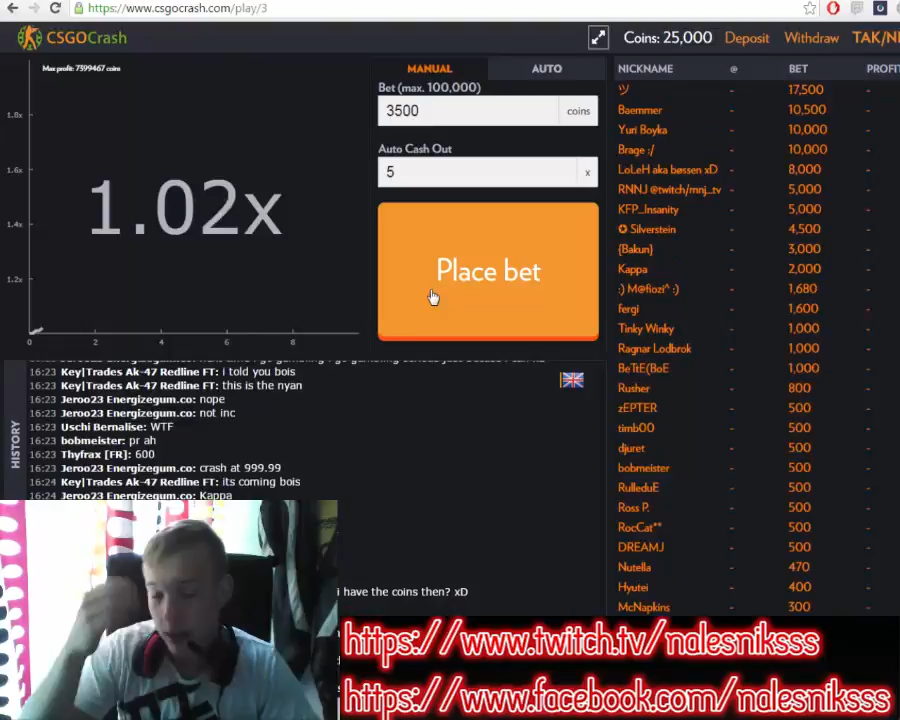 https://www.csgocrash.com/play/3
CSGOCrash
Coins: 25,000 Deposit Withdraw TAK/NI
Max profit: 7399467 coins
1.8x
1.6x
1.4x
1.2x
0 2 4 6 8
1.02x
MANUAL AUTO
Bet (max. 100,000)
3500 coins
Auto Cash Out
5 x
Place bet
NICKNAME @ BET PROFIT
ツ - 17,500 -
Baemmer - 10,500 -
Yuri Boyka - 10,000 -
Brage :/ - 10,000 -
LoLeH aka bøssen xD - 8,000 -
RNNJ @twitch/mnj_tv - 5,000 -
KFP_Insanity - 5,000 -
✪ Silverstein - 4,500 -
{Bakun} - 3,000 -
Kappa - 2,000 -
:) M@fiozi^ :) - 1,680 -
fergi - 1,600 -
Tinky Winky - 1,000 -
Ragnar Lodbrok - 1,000 -
BeTtE(BoE - 1,000 -
Rusher - 800 -
zEPTER - 500 -
timb00 - 500 -
djuret - 500 -
bobmeister - 500 -
RulleduE - 500 -
Ross P. - 500 -
RocCat** - 500 -
DREAMJ - 500 -
Nutella - 470 -
Hyutei - 400 -
McNapkins - 300 -
HISTORY
16:23 Key|Trades Ak-47 Redline FT: i told you bois
16:23 Key|Trades Ak-47 Redline FT: this is the nyan
16:23 Jeroo23 Energizegum.co: nope
16:23 Jeroo23 Energizegum.co: not inc
16:23 Uschi Bernalise: WTF
16:23 bobmeister: pr ah
16:23 Thyfrax [FR]: 600
16:23 Jeroo23 Energizegum.co: crash at 999.99
16:24 Key|Trades Ak-47 Redline FT: its coming bois
16:24 Jeroo23 Energizegum.co: Kappa
i have the coins then? xD
https://www.twitch.tv/nalesniksss
https://www.facebook.com/nalesniksss